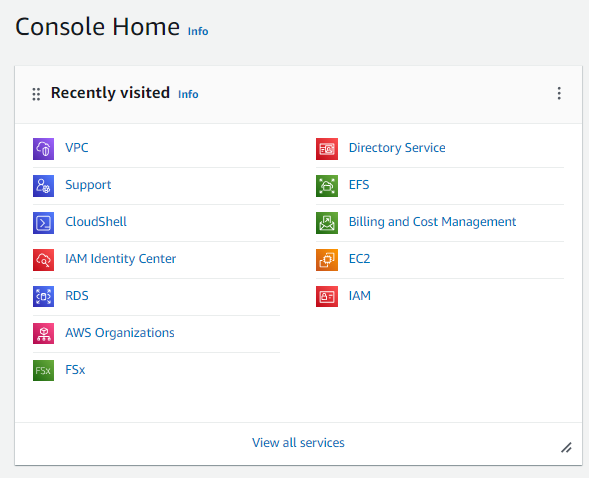 Console Home Info
Recently visited Info
VPC
Support
CloudShell
IAM Identity Center
RDS
AWS Organizations
FSx FSx
Directory Service
EFS
Billing and Cost Management
EC2
IAM
View all services